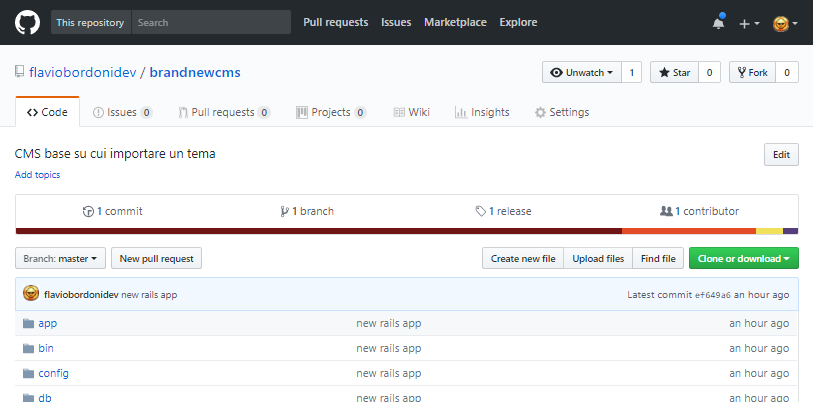 This repository Search Pull requests Issues Marketplace Explore
flaviobordonidev / brandnewcms Unwatch 1 Star 0 Fork 0
Code Issues 0 Pull requests 0 Projects 0 Wiki Insights Settings
CMS base su cui importare un tema Edit
Add topics
1 commit 1 branch 1 release 1 contributor
Branch: master New pull request Create new file Upload files Find file Clone or download
flaviobordonidev new rails app Latest commit ef649a6 an hour ago
app new rails app an hour ago
bin new rails app an hour ago
config new rails app an hour ago
db new rails app an hour ago